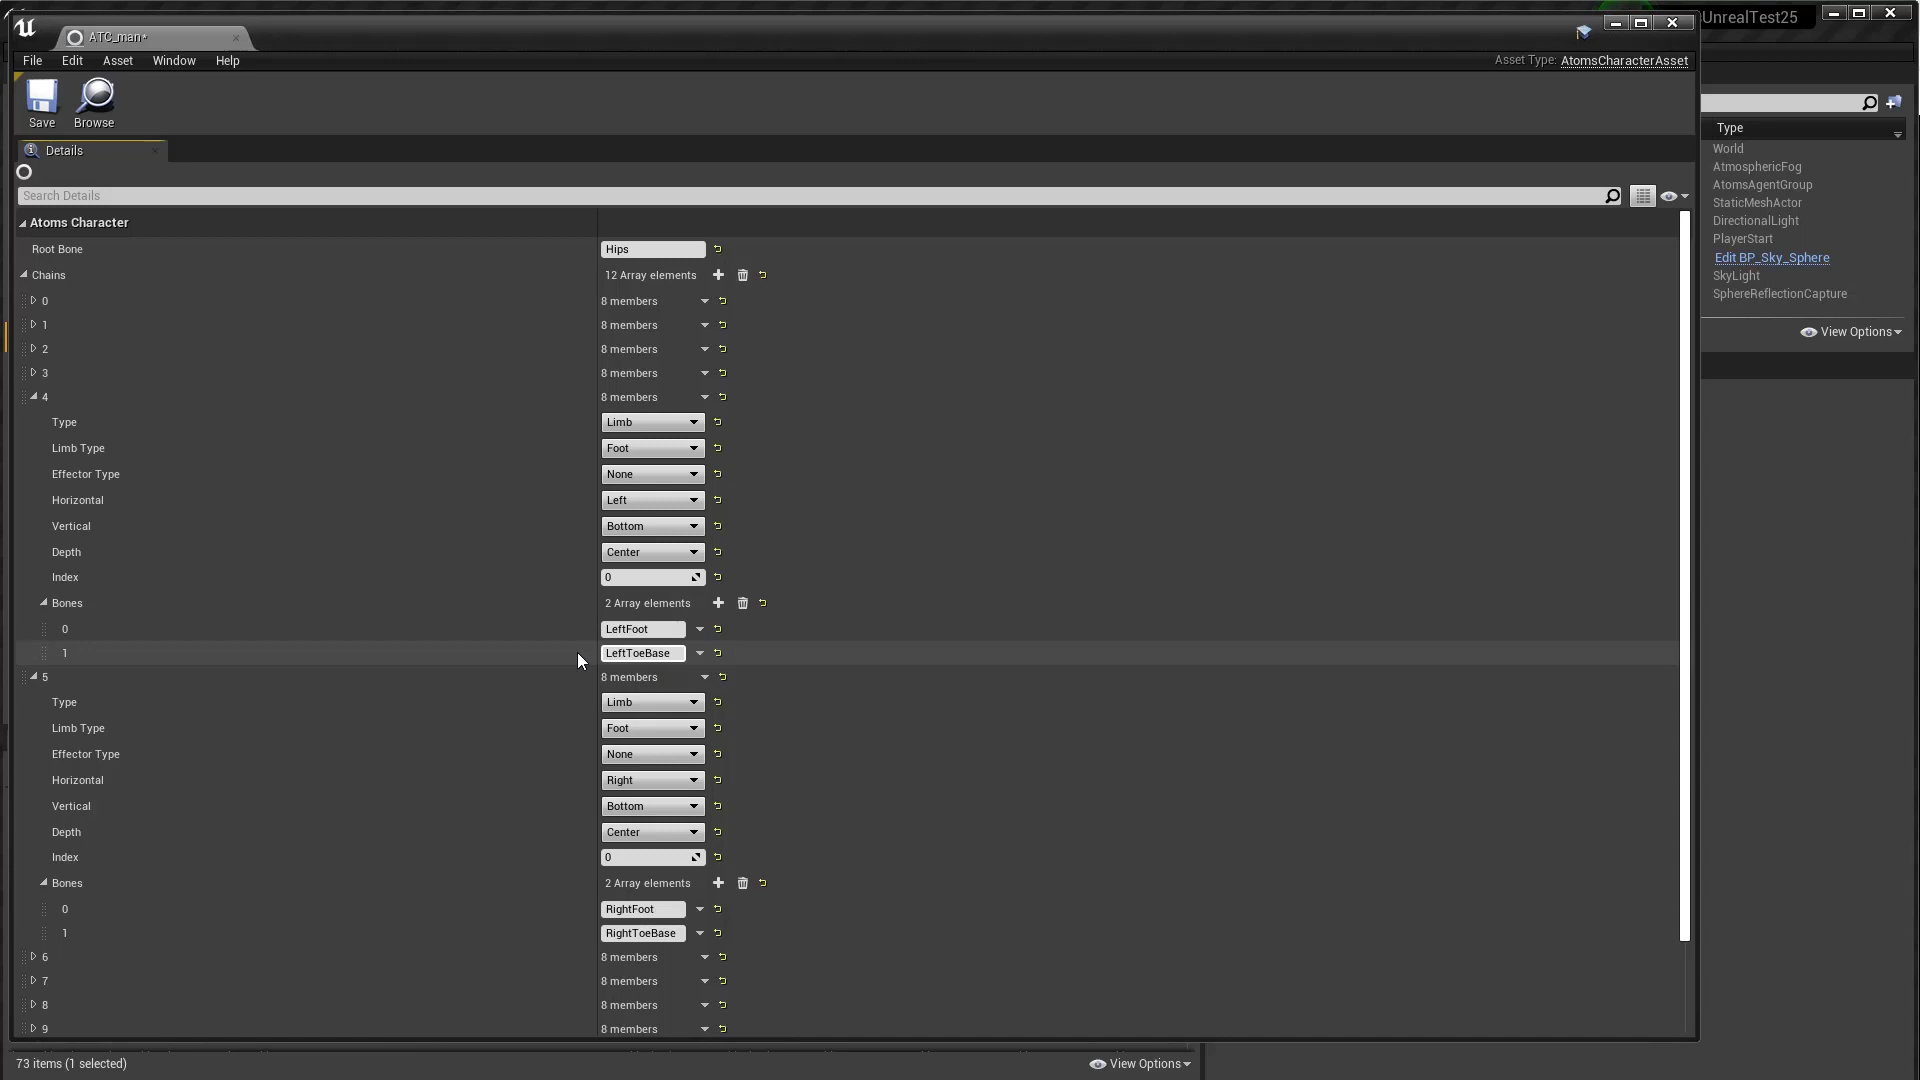 ATC_man*
UnrealTest25
File Edit Asset Window Help
Asset Type: AtomsCharacterAsset
Save Browse
Details
Search Details
Atoms Character
Root Bone Hips
Chains 12 Array elements
0 8 members
1 8 members
2 8 members
3 8 members
4 8 members
Type Limb
Limb Type Foot
Effector Type None
Horizontal Left
Vertical Bottom
Depth Center
Index 0
Bones 2 Array elements
0 LeftFoot
1 LeftToeBase
5 8 members
Type Limb
Limb Type Foot
Effector Type None
Horizontal Right
Vertical Bottom
Depth Center
Index 0
Bones 2 Array elements
0 RightFoot
1 RightToeBase
6 8 members
7 8 members
8 8 members
9 8 members
Type
World
AtmosphericFog
AtomsAgentGroup
StaticMeshActor
DirectionalLight
PlayerStart
Edit BP_Sky_Sphere
SkyLight
SphereReflectionCapture
View Options
73 items (1 selected)
View Options